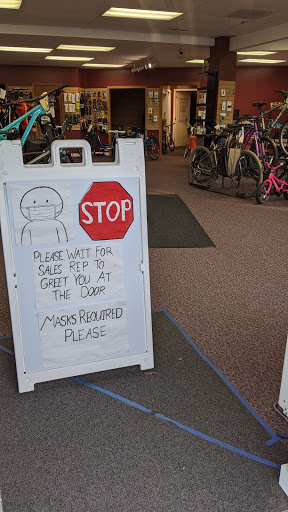 STOP
PLEASE WAIT FOR
SALES REP TO
GREET YOU AT
THE DOOR
MASKS REQUIRED
PLEASE